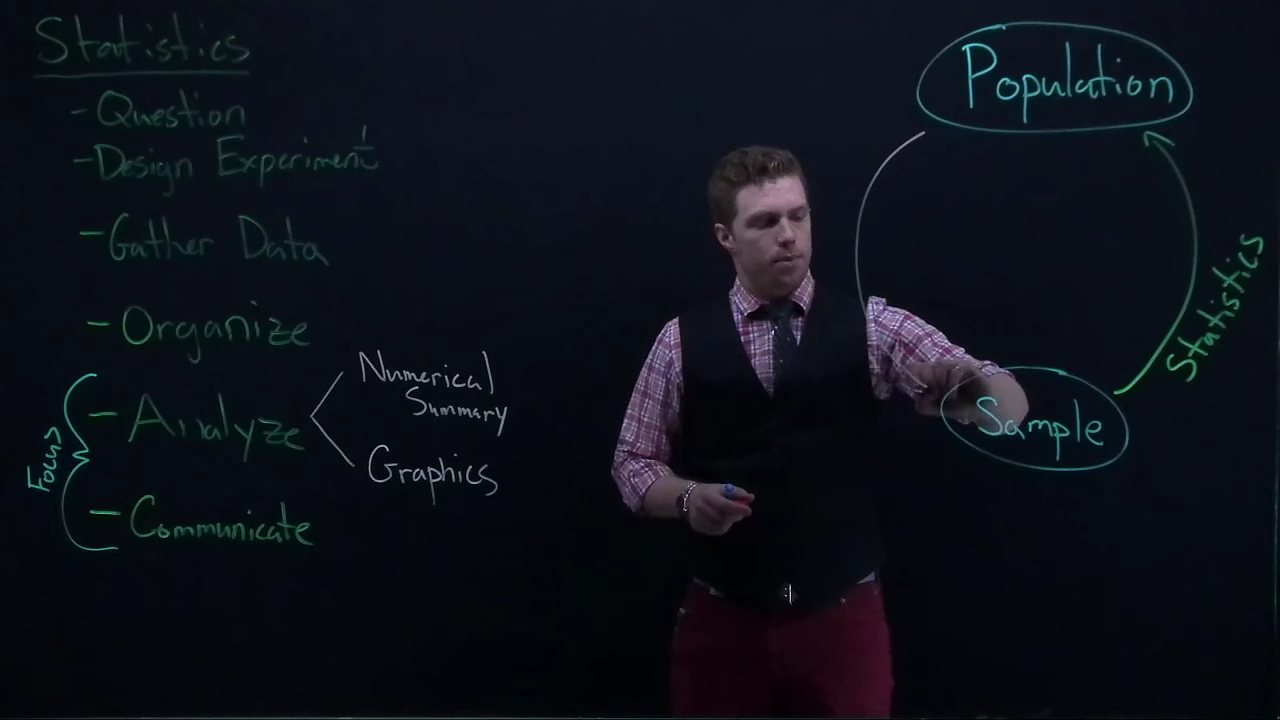 Statistics
- Question
- Design Experiment
- Gather Data
- Organize
- Analyze
Numerical
Summary
Graphics
- Communicate
Focus
Population
Statistics
Sample